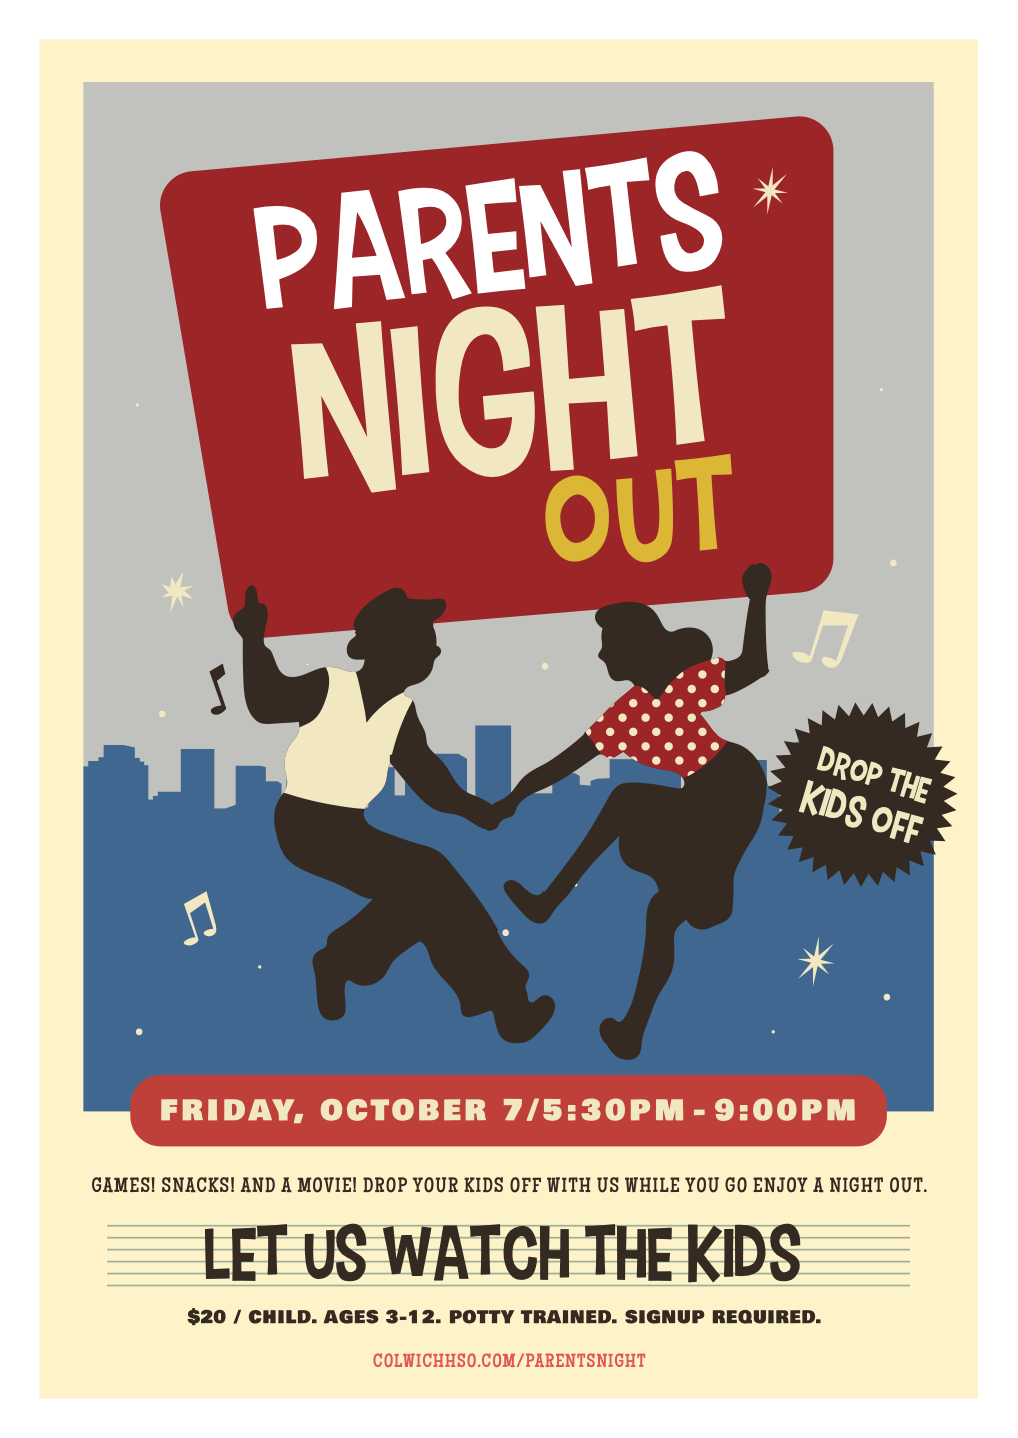 PARENTS
NIGHT
OUT
DROP THE
KIDS OFF
FRIDAY, OCTOBER 7/5:30PM - 9:00PM
GAMES! SNACKS! AND A MOVIE! DROP YOUR KIDS OFF WITH US WHILE YOU GO ENJOY A NIGHT OUT.
LET US WATCH THE KIDS
$20 / CHILD. AGES 3-12. POTTY TRAINED. SIGNUP REQUIRED.
COLWICHHSO.COM/PARENTSNIGHT